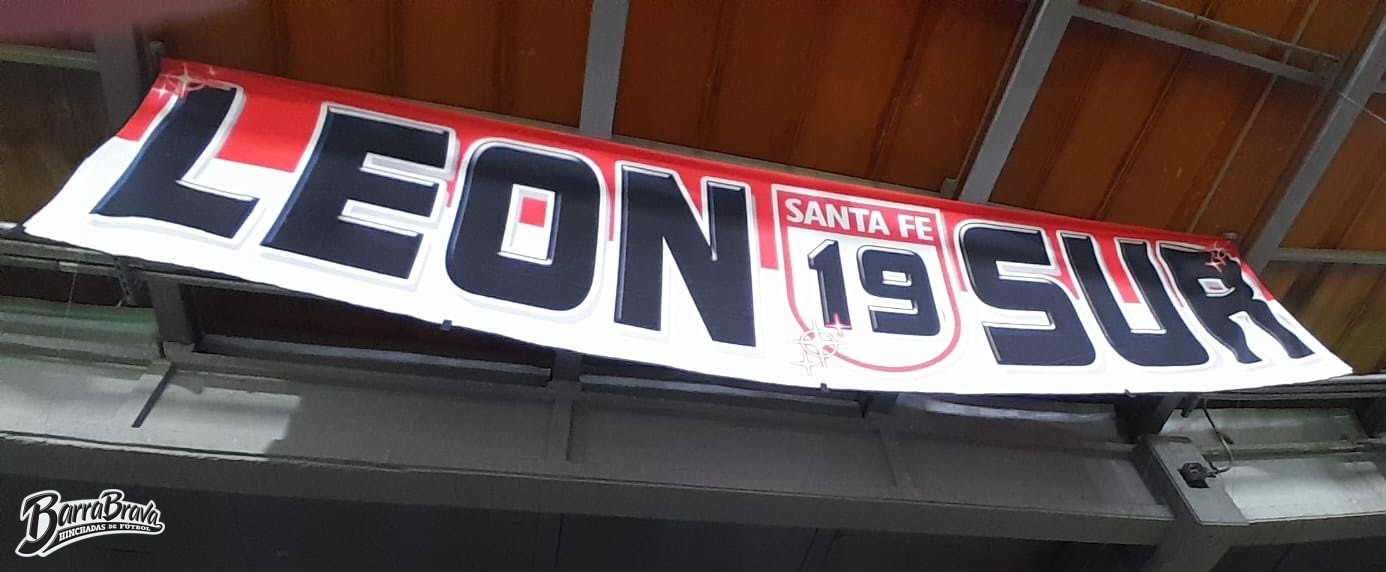 LEON SUR
SANTA FE
19
BarraBrava
HINCHADAS DE FÚTBOL